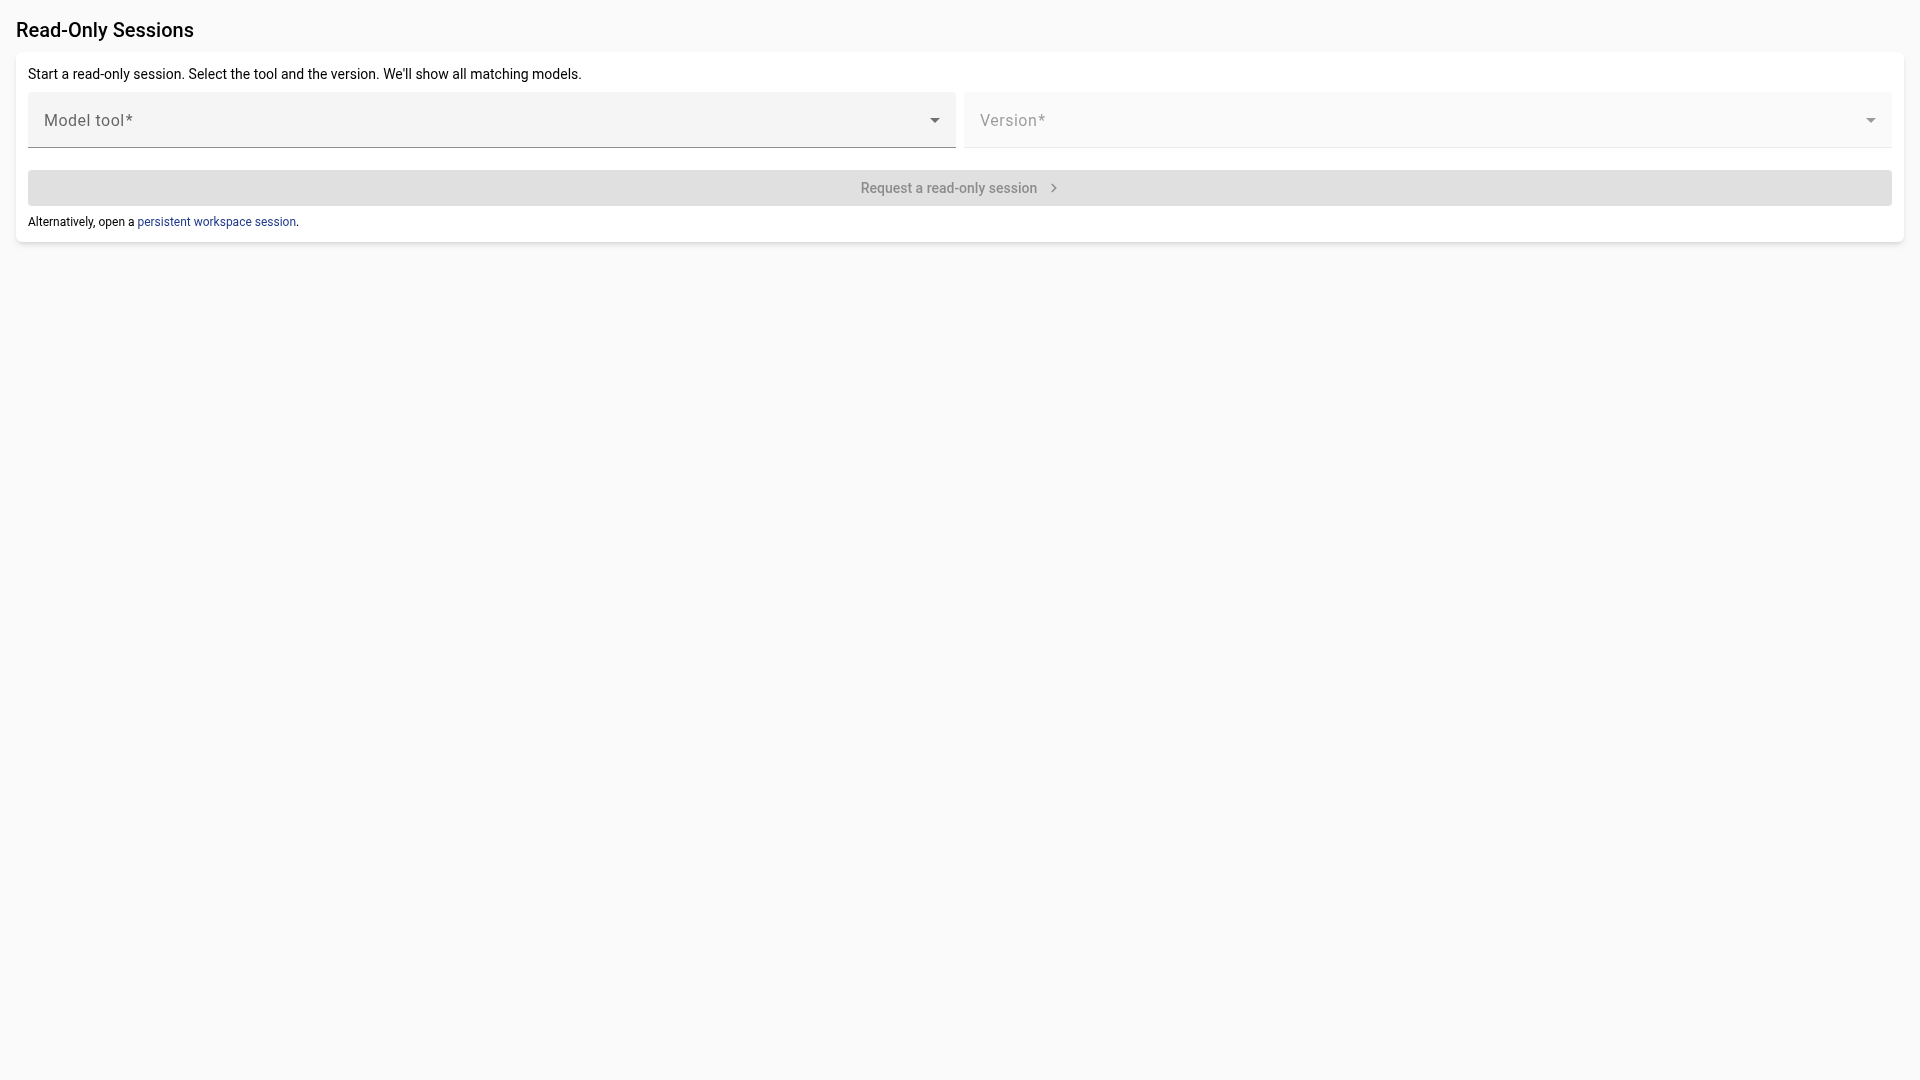 Read-Only Sessions
Start a read-only session. Select the tool and the version. We'll show all matching models.
Model tool*
Version*
Request a read-only session
Alternatively, open a persistent workspace session.